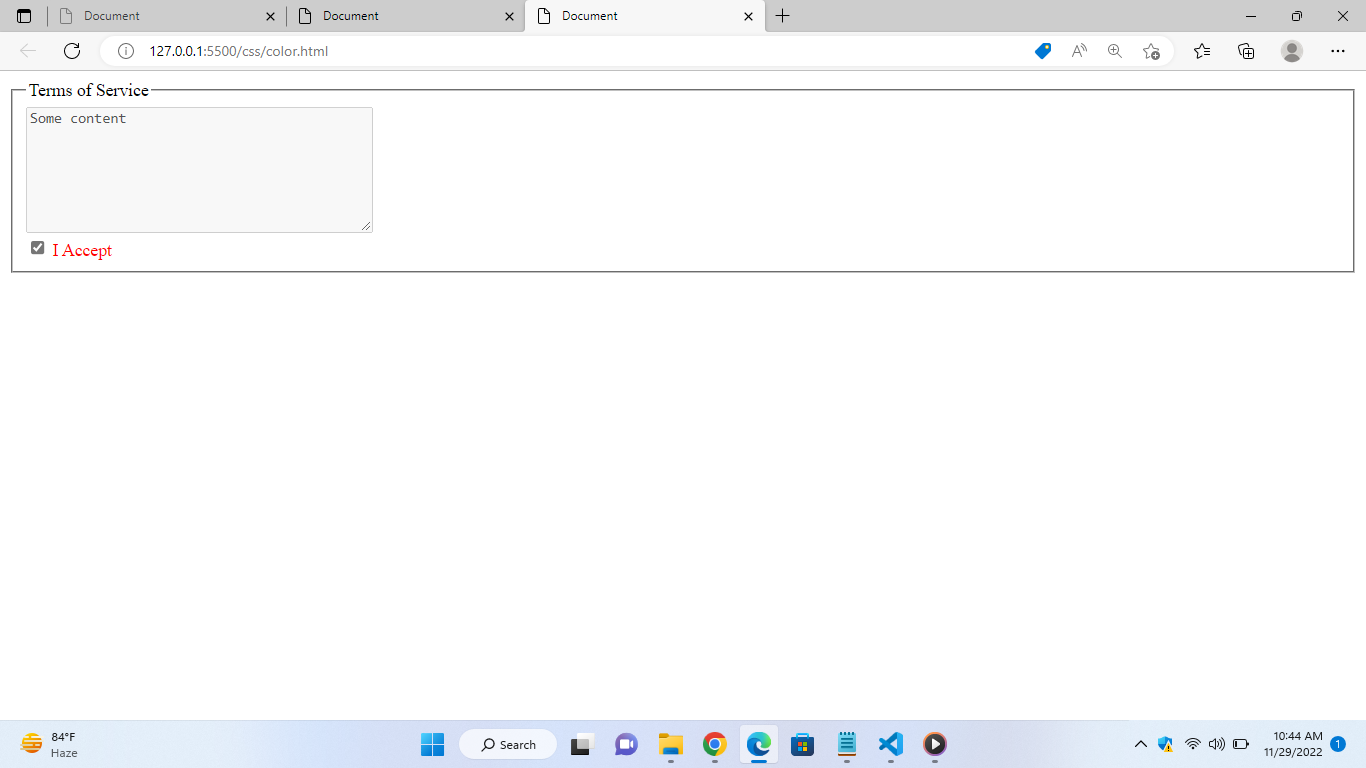 Document
Document
Document
127.0.0.1:5500/css/color.html
Terms of Service
Some content
I Accept
84°F
Haze
Search
10:44 AM
11/29/2022
1